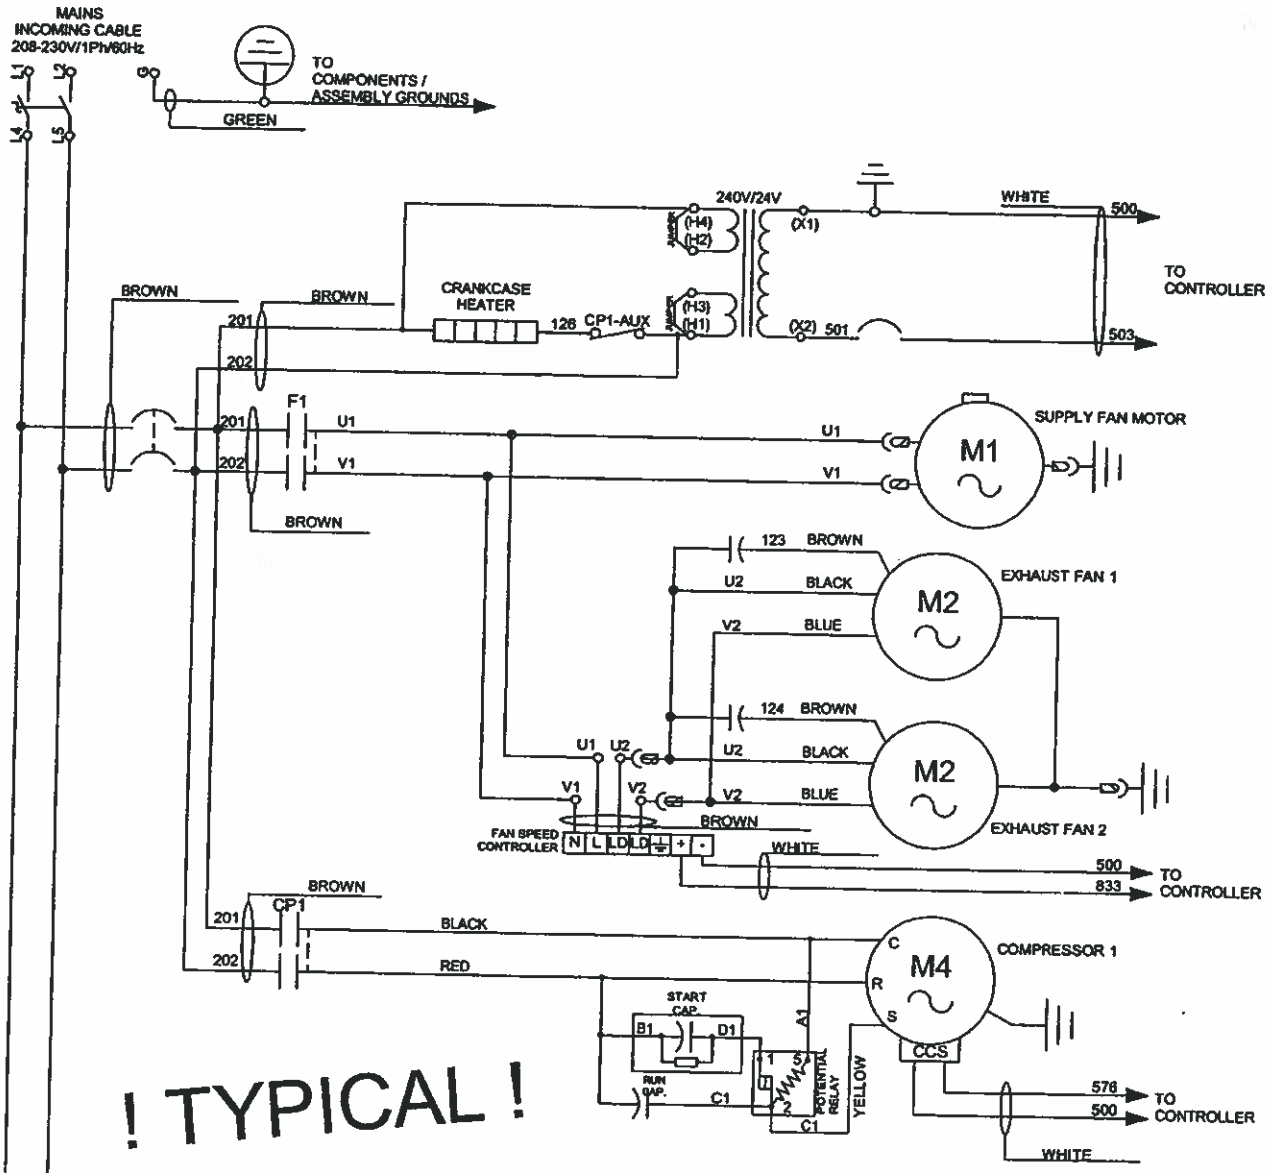 MAINS
INCOMING CABLE
208-230V/1Ph/60Hz
L1 L2 G
L4 L5
TO
COMPONENTS /
ASSEMBLY GROUNDS
GREEN
240V/24V
WHITE
500
JUMPER (H4) (X1)
(H2)
TO
CONTROLLER
BROWN
BROWN
CRANKCASE
HEATER
JUMPER (H3)
(H1)
201 126 CP1-AUX (X2) 501 503
202
F1
201 U1 U1
202 V1 V1
BROWN
M1
SUPPLY FAN MOTOR
123 BROWN
U2 BLACK
V2 BLUE
M2
EXHAUST FAN 1
124 BROWN
U1 U2 U2 BLACK
V1 V2 V2 BLUE
M2
EXHAUST FAN 2
BROWN
FAN SPEED
CONTROLLER
N L LD LD + -
WHITE
500
833
TO
CONTROLLER
BROWN
CP1
201 BLACK
202 RED
C
R
S
M4
COMPRESSOR 1
CCS
START
CAP.
B1 D1
A1
RUN
CAP.
C1
1 5
2
POTENTIAL
RELAY
C1
YELLOW
576
500
TO
CONTROLLER
WHITE
! TYPICAL !